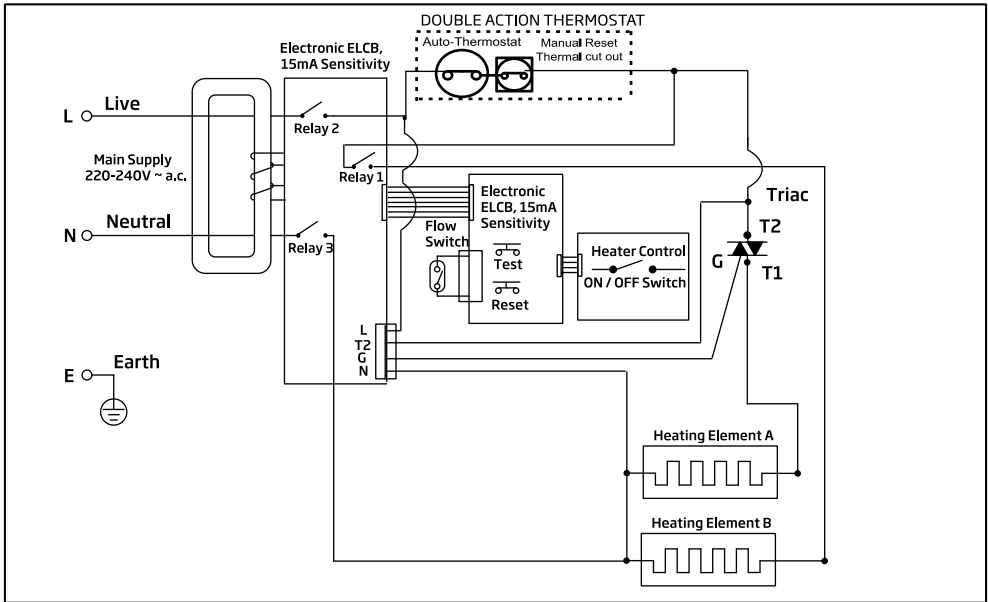 DOUBLE ACTION THERMOSTAT
Auto-Thermostat
Manual Reset
Thermal cut out
Electronic ELCB,
15mA Sensitivity
L
Live
Relay 2
Main Supply
220-240V ~ a.c.
Relay 1
N
Neutral
Relay 3
Electronic
ELCB, 15mA
Sensitivity
Flow
Switch
Test
Reset
Heater Control
ON / OFF Switch
Triac
T2
G
T1
L
T2
G
N
E
Earth
Heating Element A
Heating Element B